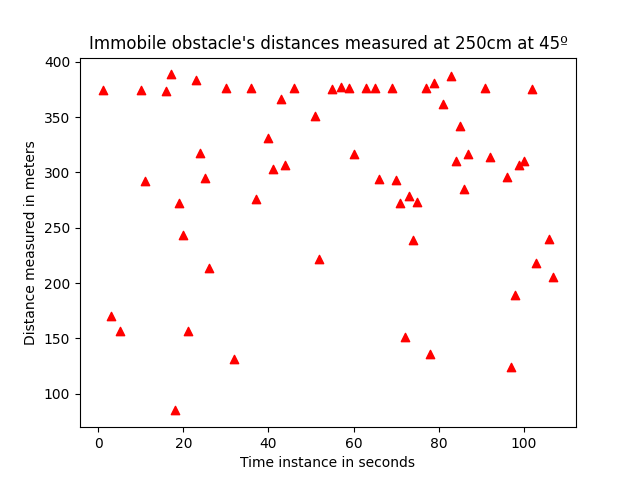 Immobile obstacle's distances measured at 250cm at 45º
400
350
300
250
200
150
100
Distance measured in meters
0 20 40 60 80 100
Time instance in seconds